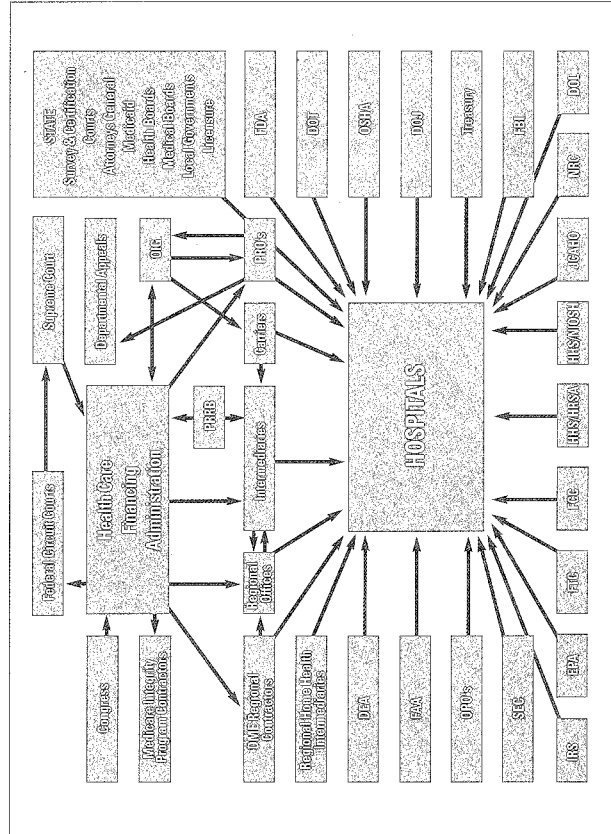 Congress
Federal Circuit Courts
Supreme Court
STATE
Survey & Certification
Courts
Attorneys General
Medicaid
Health Boards
Medical Boards
Local Governments
Licensure
Medicare Integrity
Program Contractors
Health Care
Financing
Administration
Departmental Appeals
OIG
PRRB
DME Regional
Contractors
Regional
Offices
Intermediaries
Carriers
PRO's
FDA
Regional Home Health
Intermediaries
DOT
DEA
OSHA
FAA
HOSPITALS
DOJ
OPO's
Treasury
SEC
FBI
IRS
EPA
FTC
FCC
HHS/HRSA
HHS/NIOSH
JCAHO
NRC
DOL